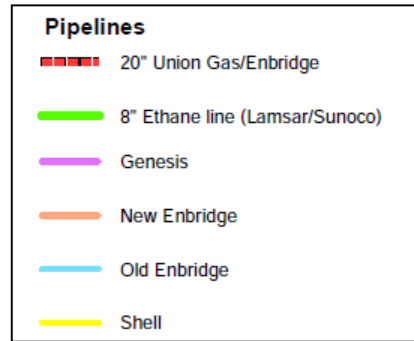 Pipelines
20" Union Gas/Enbridge
8" Ethane line (Lamsar/Sunoco)
Genesis
New Enbridge
Old Enbridge
Shell